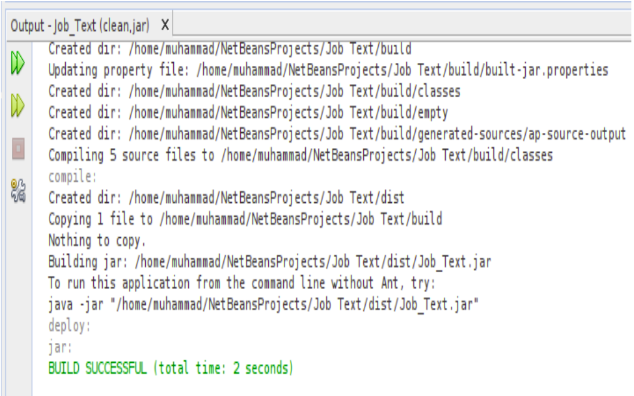 Output - Job_Text (clean,jar) X
Created dir: /home/muhammad/NetBeansProjects/Job Text/build
Updating property file: /home/muhammad/NetBeansProjects/Job Text/build/built-jar.properties
Created dir: /home/muhammad/NetBeansProjects/Job Text/build/classes
Created dir: /home/muhammad/NetBeansProjects/Job Text/build/empty
Created dir: /home/muhammad/NetBeansProjects/Job Text/build/generated-sources/ap-source-output
Compiling 5 source files to /home/muhammad/NetBeansProjects/Job Text/build/classes
compile:
Created dir: /home/muhammad/NetBeansProjects/Job Text/dist
Copying 1 file to /home/muhammad/NetBeansProjects/Job Text/build
Nothing to copy.
Building jar: /home/muhammad/NetBeansProjects/Job Text/dist/Job_Text.jar
To run this application from the command line without Ant, try:
java -jar "/home/muhammad/NetBeansProjects/Job Text/dist/Job_Text.jar"
deploy:
jar:
BUILD SUCCESSFUL (total time: 2 seconds)